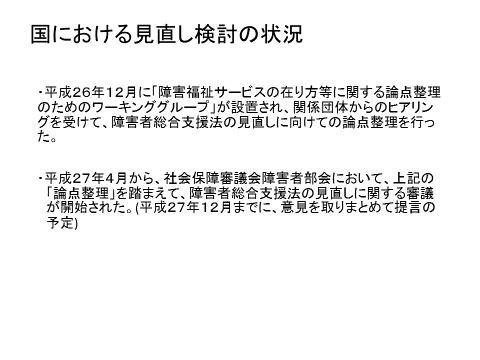 国における見直し検討の状況
・平成26年12月に「障害福祉サービスの在り方等に関する論点整理
のためのワーキンググループ」が設置され、関係団体からのヒアリン
グを受けて、障害者総合支援法の見直しに向けての論点整理を行っ
た。
・平成27年4月から、社会保障審議会障害者部会において、上記の
「論点整理」を踏まえて、障害者総合支援法の見直しに関する審議
が開始された。(平成27年12月までに、意見を取りまとめて提言の
予定)